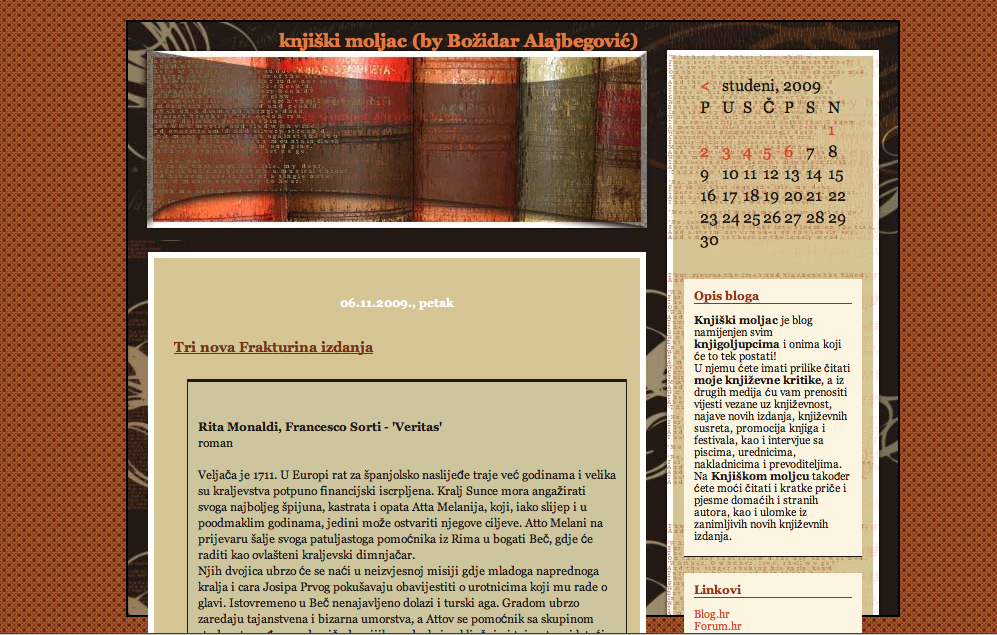 knjiški moljac (by Božidar Alajbegović)
< studeni, 2009
P U S Č P S N
1
2 3 4 5 6 7 8
9 10 11 12 13 14 15
16 17 18 19 20 21 22
23 24 25 26 27 28 29
30
06.11.2009., petak
Tri nova Frakturina izdanja
Rita Monaldi, Francesco Sorti - 'Veritas'
roman
Veljača je 1711. U Europi rat za španjolsko naslijeđe traje već godinama i velika
su kraljevstva potpuno financijski iscrpljena. Kralj Sunce mora angažirati
svoga najboljeg špijuna, kastrata i opata Atta Melanija, koji, iako slijep i u
poodmaklim godinama, jedini može ostvariti njegove ciljeve. Atto Melani na
prijevaru šalje svoga patuljastoga pomoćnika iz Rima u bogati Beč, gdje će
raditi kao ovlašteni kraljevski dimnjačar.
Njih dvojica ubrzo će se naći u neizvjesnoj misiji gdje mladoga naprednoga
kralja i cara Josipa Prvog pokušavaju obavijestiti o urotnicima koji mu rade o
glavi. Istovremeno u Beč nenajavljeno dolazi i turski aga. Gradom ubrzo
zaredaju tajanstvena i bizarna umorstva, a Attov se pomoćnik sa skupinom
Opis bloga
Knjiški moljac je blog
namijenjen svim
knjigoljupcima i onima koji
će to tek postati!
U njemu ćete imati prilike čitati
moje književne kritike, a iz
drugih medija ću vam prenositi
vijesti vezane uz književnost,
najave novih izdanja, književnih
susreta, promocija knjiga i
festivala, kao i intervjue sa
piscima, urednicima,
nakladnicima i prevoditeljima.
Na Knjiškom moljcu također
ćete moći čitati i kratke priče i
pjesme domaćih i stranih
autora, kao i ulomke iz
zanimljivih novih književnih
izdanja.
Linkovi
Blog.hr
Forum.hr